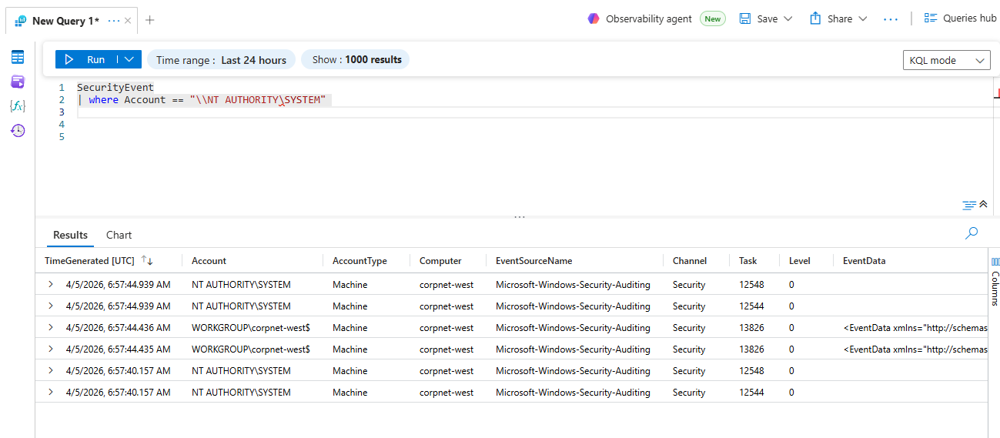 New Query 1* ··· × +
Observability agent New Save Share ··· Queries hub
Run Time range : Last 24 hours Show : 1000 results KQL mode
1 SecurityEvent
2 | where Account == "\\NT AUTHORITY\SYSTEM"
3
4
5
{fx}
...
Results Chart
TimeGenerated [UTC] ↑↓ Account AccountType Computer EventSourceName Channel Task Level EventData
4/5/2026, 6:57:44.939 AM NT AUTHORITY\SYSTEM Machine corpnet-west Microsoft-Windows-Security-Auditing Security 12548 0
4/5/2026, 6:57:44.939 AM NT AUTHORITY\SYSTEM Machine corpnet-west Microsoft-Windows-Security-Auditing Security 12544 0
4/5/2026, 6:57:44.436 AM WORKGROUP\corpnet-west$ Machine corpnet-west Microsoft-Windows-Security-Auditing Security 13826 0 <EventData xmlns="http://schemas
4/5/2026, 6:57:44.435 AM WORKGROUP\corpnet-west$ Machine corpnet-west Microsoft-Windows-Security-Auditing Security 13826 0 <EventData xmlns="http://schemas
4/5/2026, 6:57:40.157 AM NT AUTHORITY\SYSTEM Machine corpnet-west Microsoft-Windows-Security-Auditing Security 12548 0
4/5/2026, 6:57:40.157 AM NT AUTHORITY\SYSTEM Machine corpnet-west Microsoft-Windows-Security-Auditing Security 12544 0
Columns